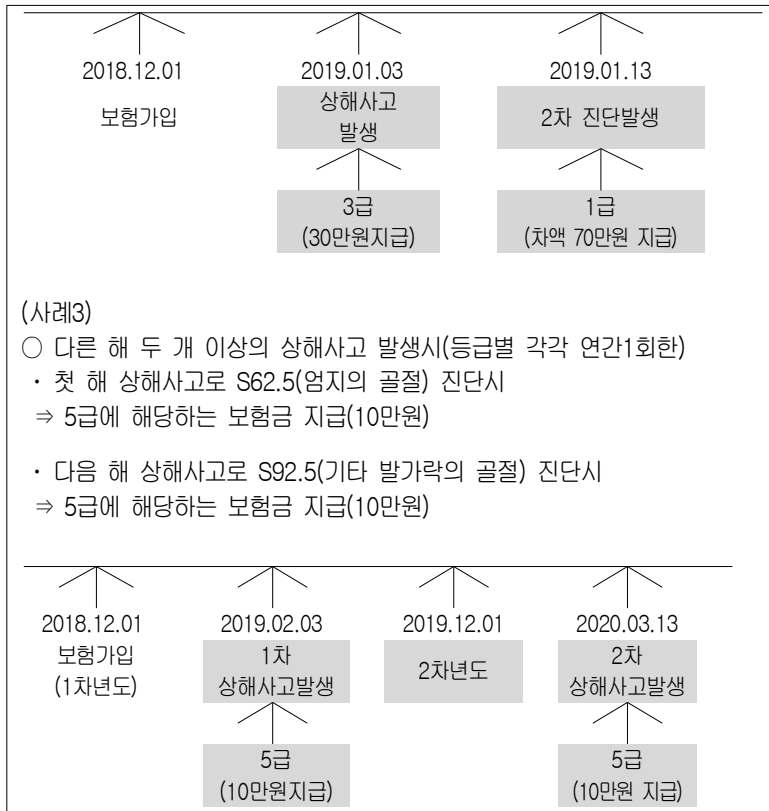 2018.12.01 2019.01.03 2019.01.13
보험가입 상해사고 발생 2차 진단발생
3급 1급
(30만원지급) (차액 70만원 지급)
(사례3)
○ 다른 해 두 개 이상의 상해사고 발생시(등급별 각각 연간1회한)
· 첫 해 상해사고로 S62.5(엄지의 골절) 진단시
⇒ 5급에 해당하는 보험금 지급(10만원)
· 다음 해 상해사고로 S92.5(기타 발가락의 골절) 진단시
⇒ 5급에 해당하는 보험금 지급(10만원)
2018.12.01 2019.02.03 2019.12.01 2020.03.13
보험가입 1차 2차년도 2차
(1차년도) 상해사고발생 상해사고발생
5급 5급
(10만원지급) (10만원 지급)